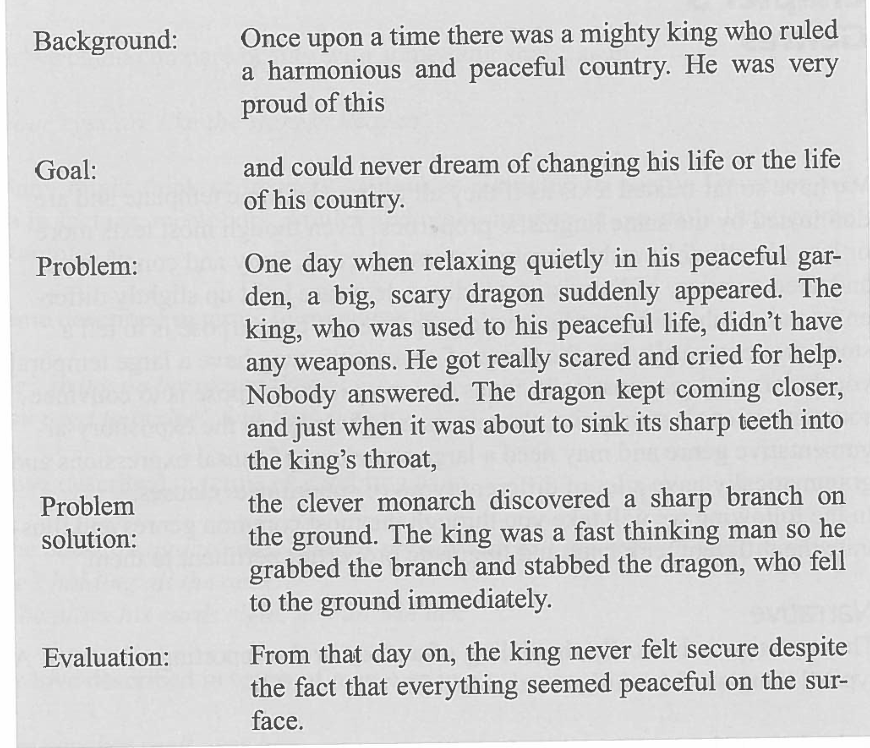 Background: Once upon a time there was a mighty king who ruled
a harmonious and peaceful country. He was very
proud of this
Goal: and could never dream of changing his life or the life
of his country.
Problem: One day when relaxing quietly in his peaceful gar-
den, a big, scary dragon suddenly appeared. The
king, who was used to his peaceful life, didn't have
any weapons. He got really scared and cried for help.
Nobody answered. The dragon kept coming closer,
and just when it was about to sink its sharp teeth into
the king's throat,
Problem the clever monarch discovered a sharp branch on
solution: the ground. The king was a fast thinking man so he
grabbed the branch and stabbed the dragon, who fell
to the ground immediately.
Evaluation: From that day on, the king never felt secure despite
the fact that everything seemed peaceful on the sur-
face.